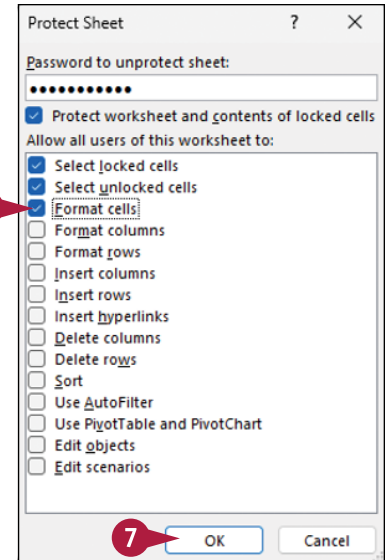 Protect Sheet ? ✕
Password to unprotect sheet:
•••••••••••
Protect worksheet and contents of locked cells
Allow all users of this worksheet to:
Select locked cells
Select unlocked cells
Format cells
Format columns
Format rows
Insert columns
Insert rows
Insert hyperlinks
Delete columns
Delete rows
Sort
Use AutoFilter
Use PivotTable and PivotChart
Edit objects
Edit scenarios
7 OK Cancel